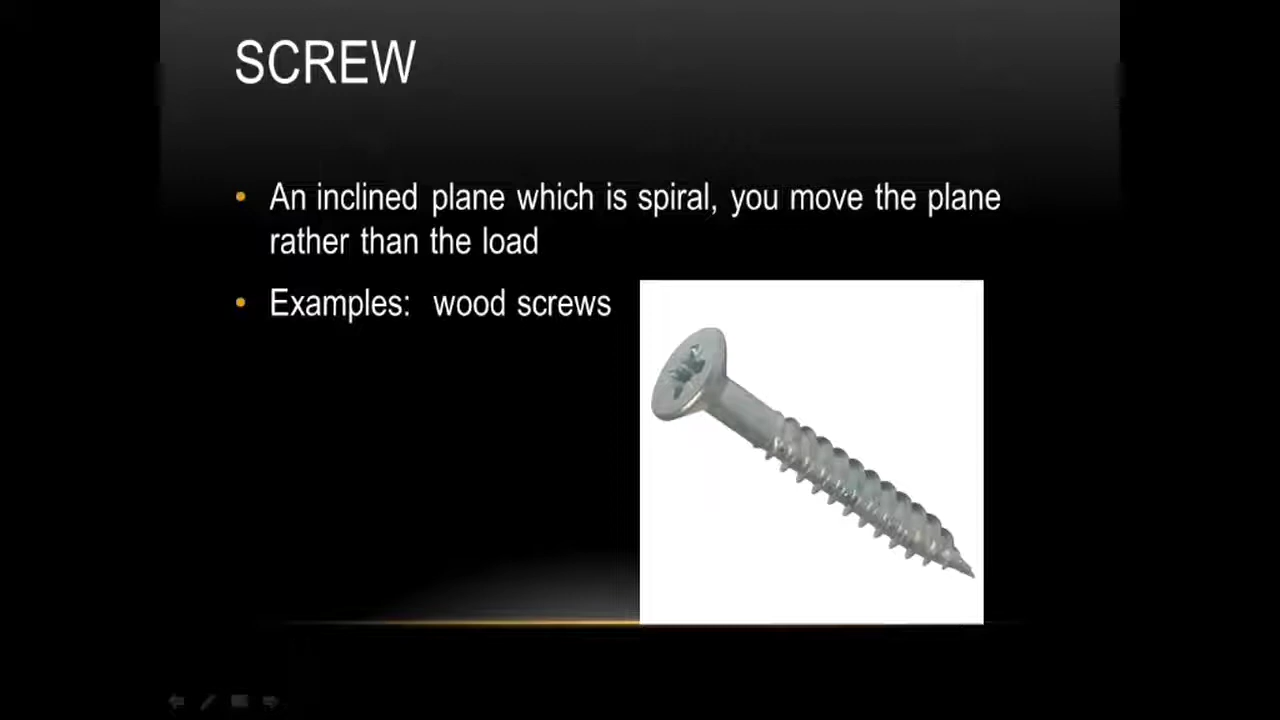 SCREW
• An inclined plane which is spiral, you move the plane
rather than the load
• Examples: wood screws